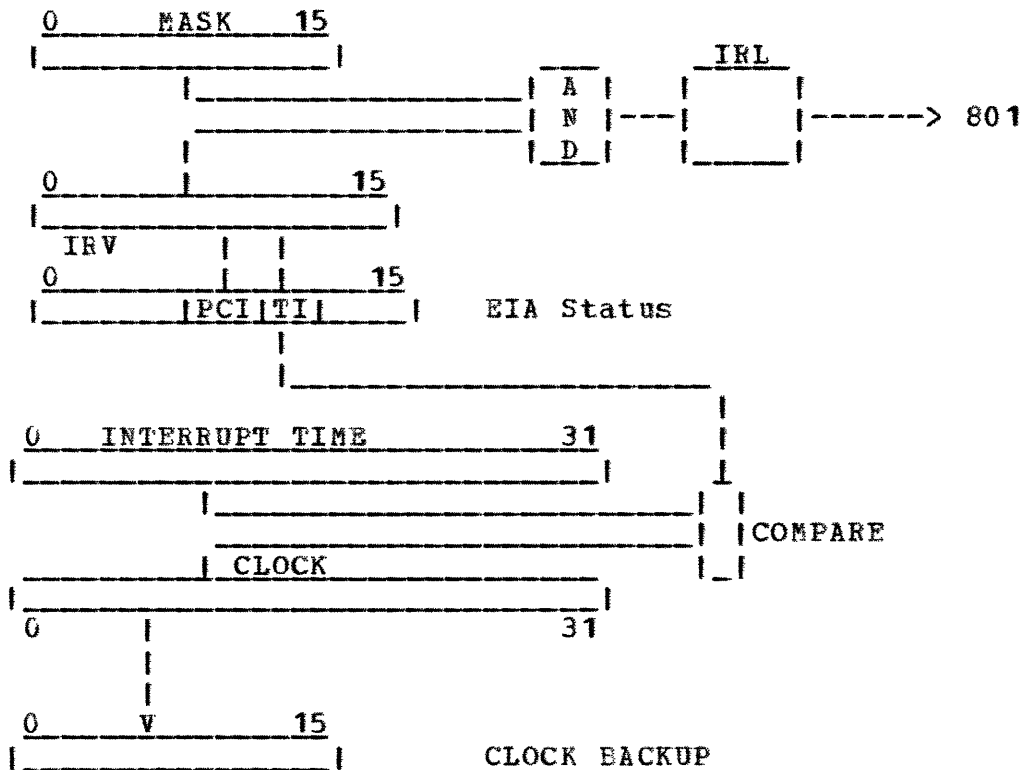 0 MASK 15
IRL
A
N
D
-----> 801
0 15
IRV
0 15
PCI TI EIA Status
0 INTERRUPT TIME 31
COMPARE
CLOCK
0 31
0 V 15
CLOCK BACKUP